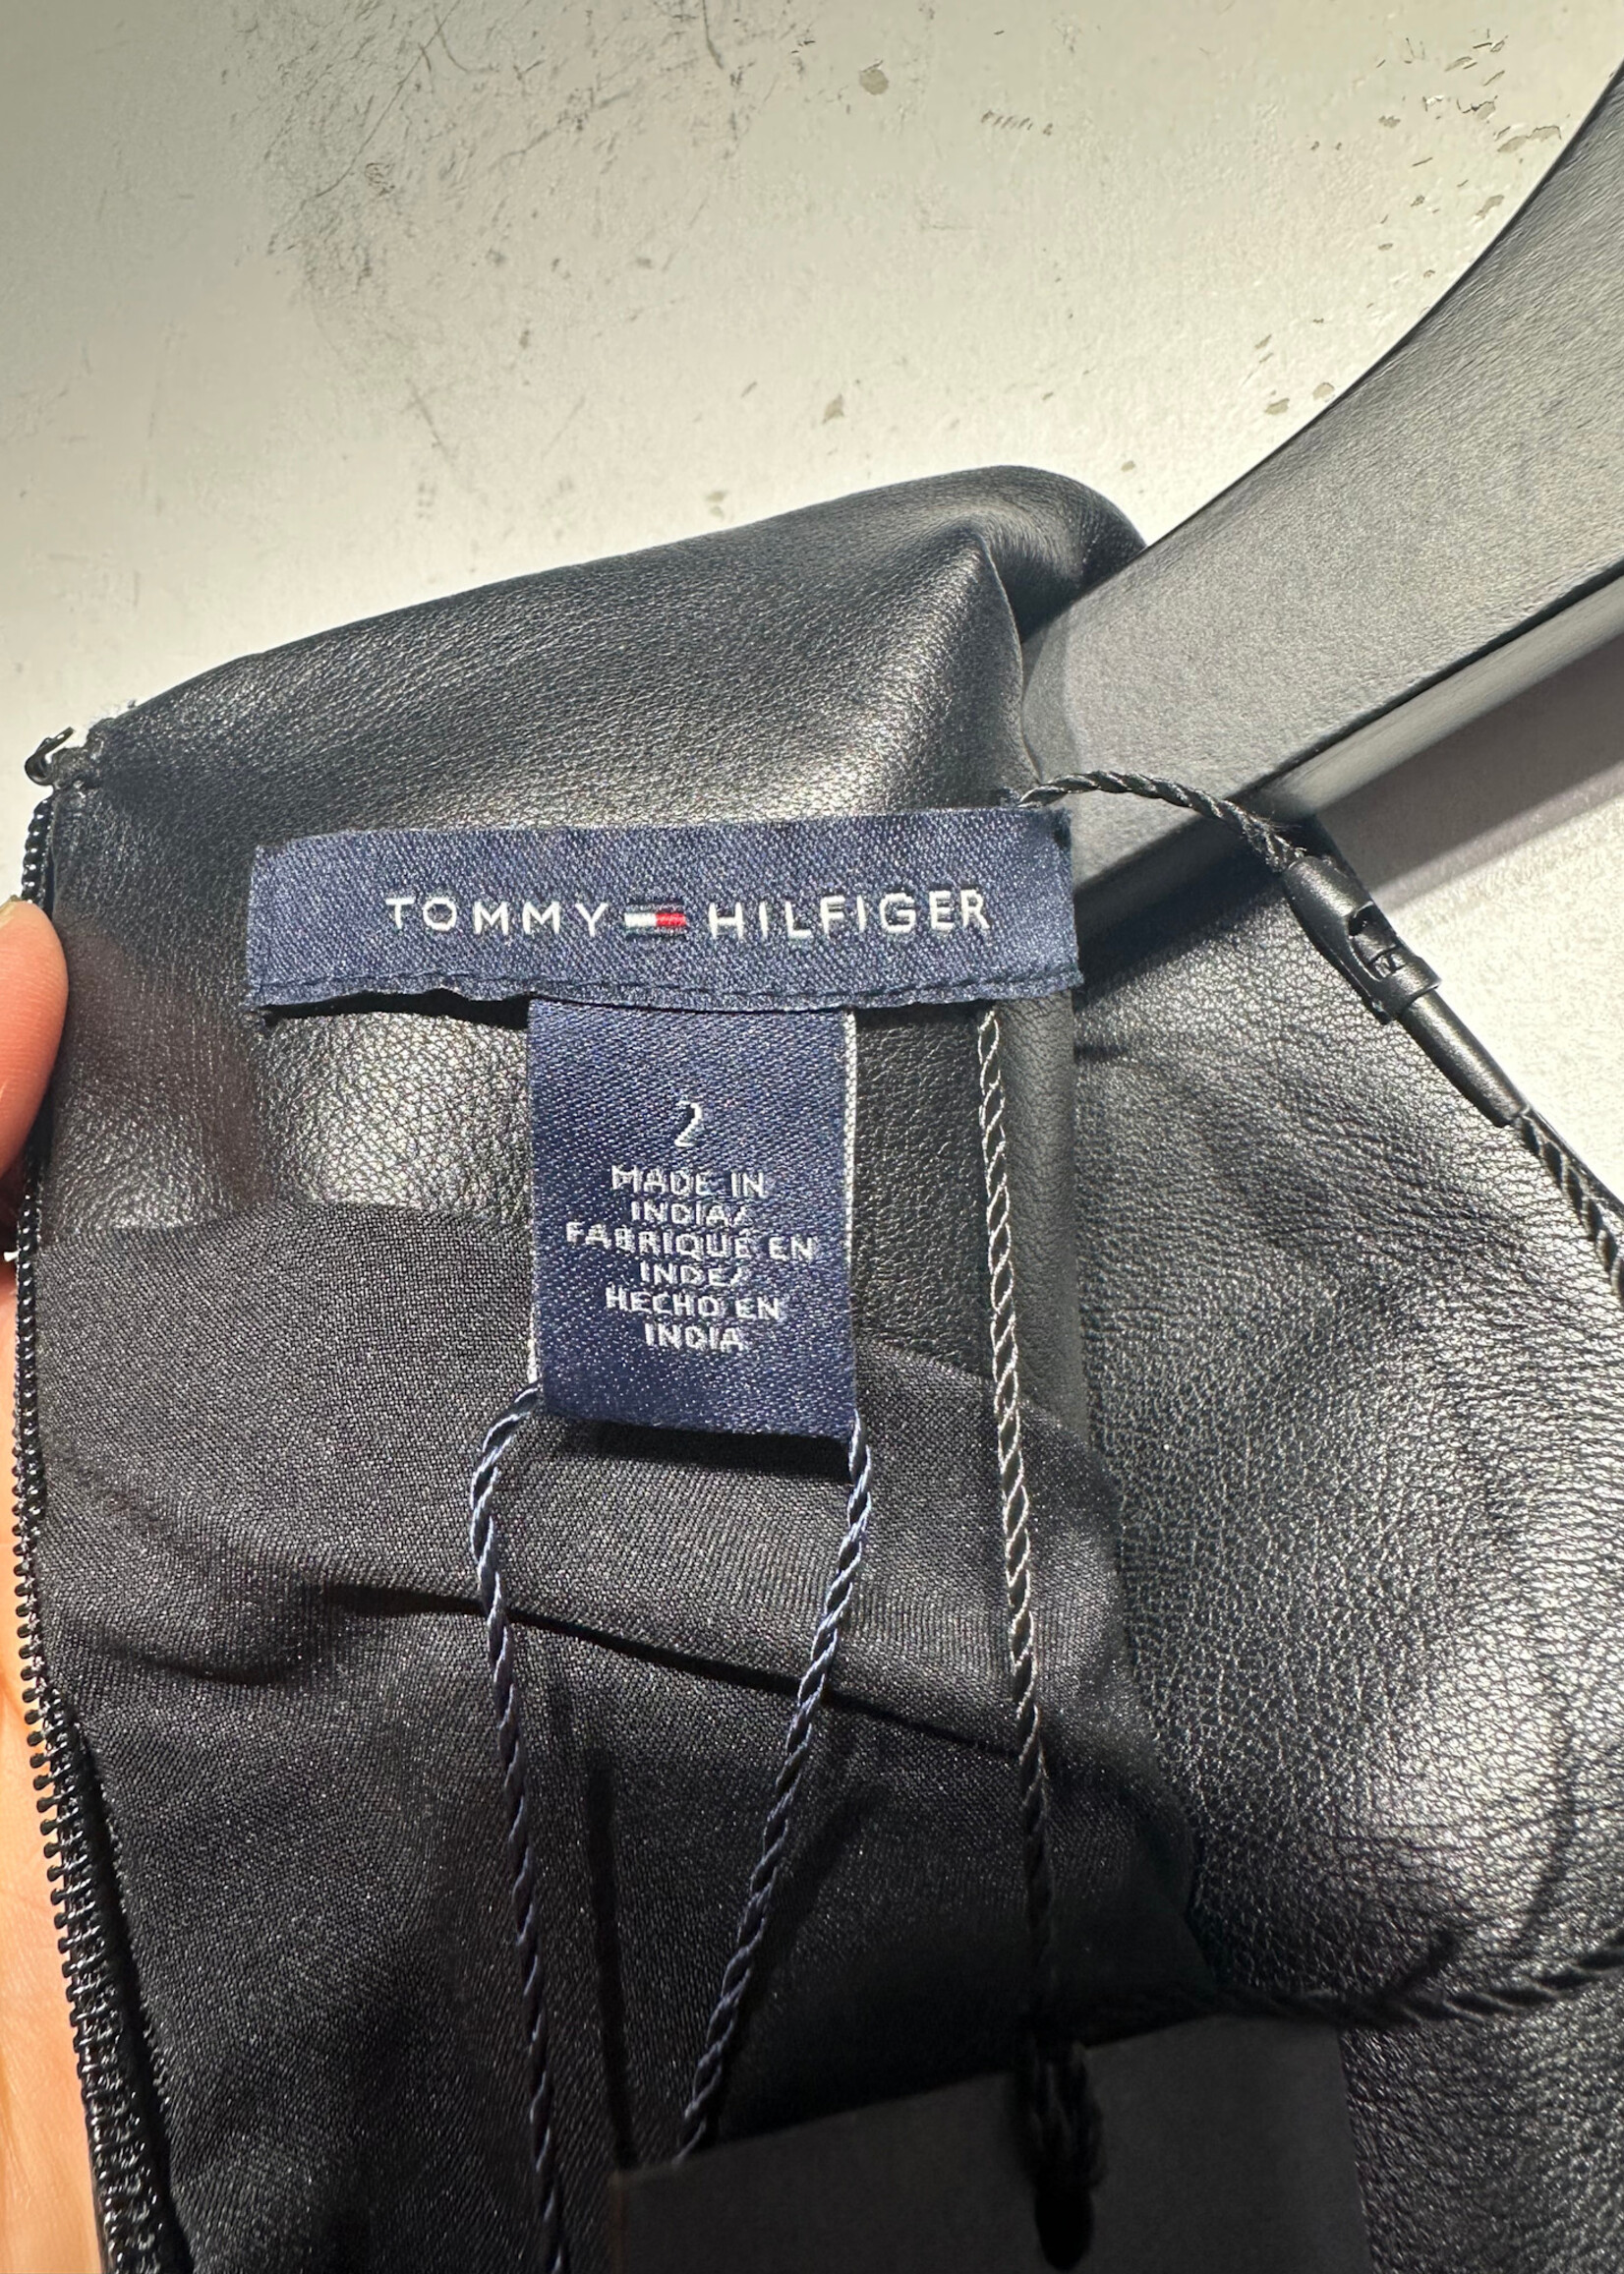 TOMMY HILFIGER
2
MADE IN
INDIA/
FABRIQUÉ EN
INDE/
HECHO EN
INDIA